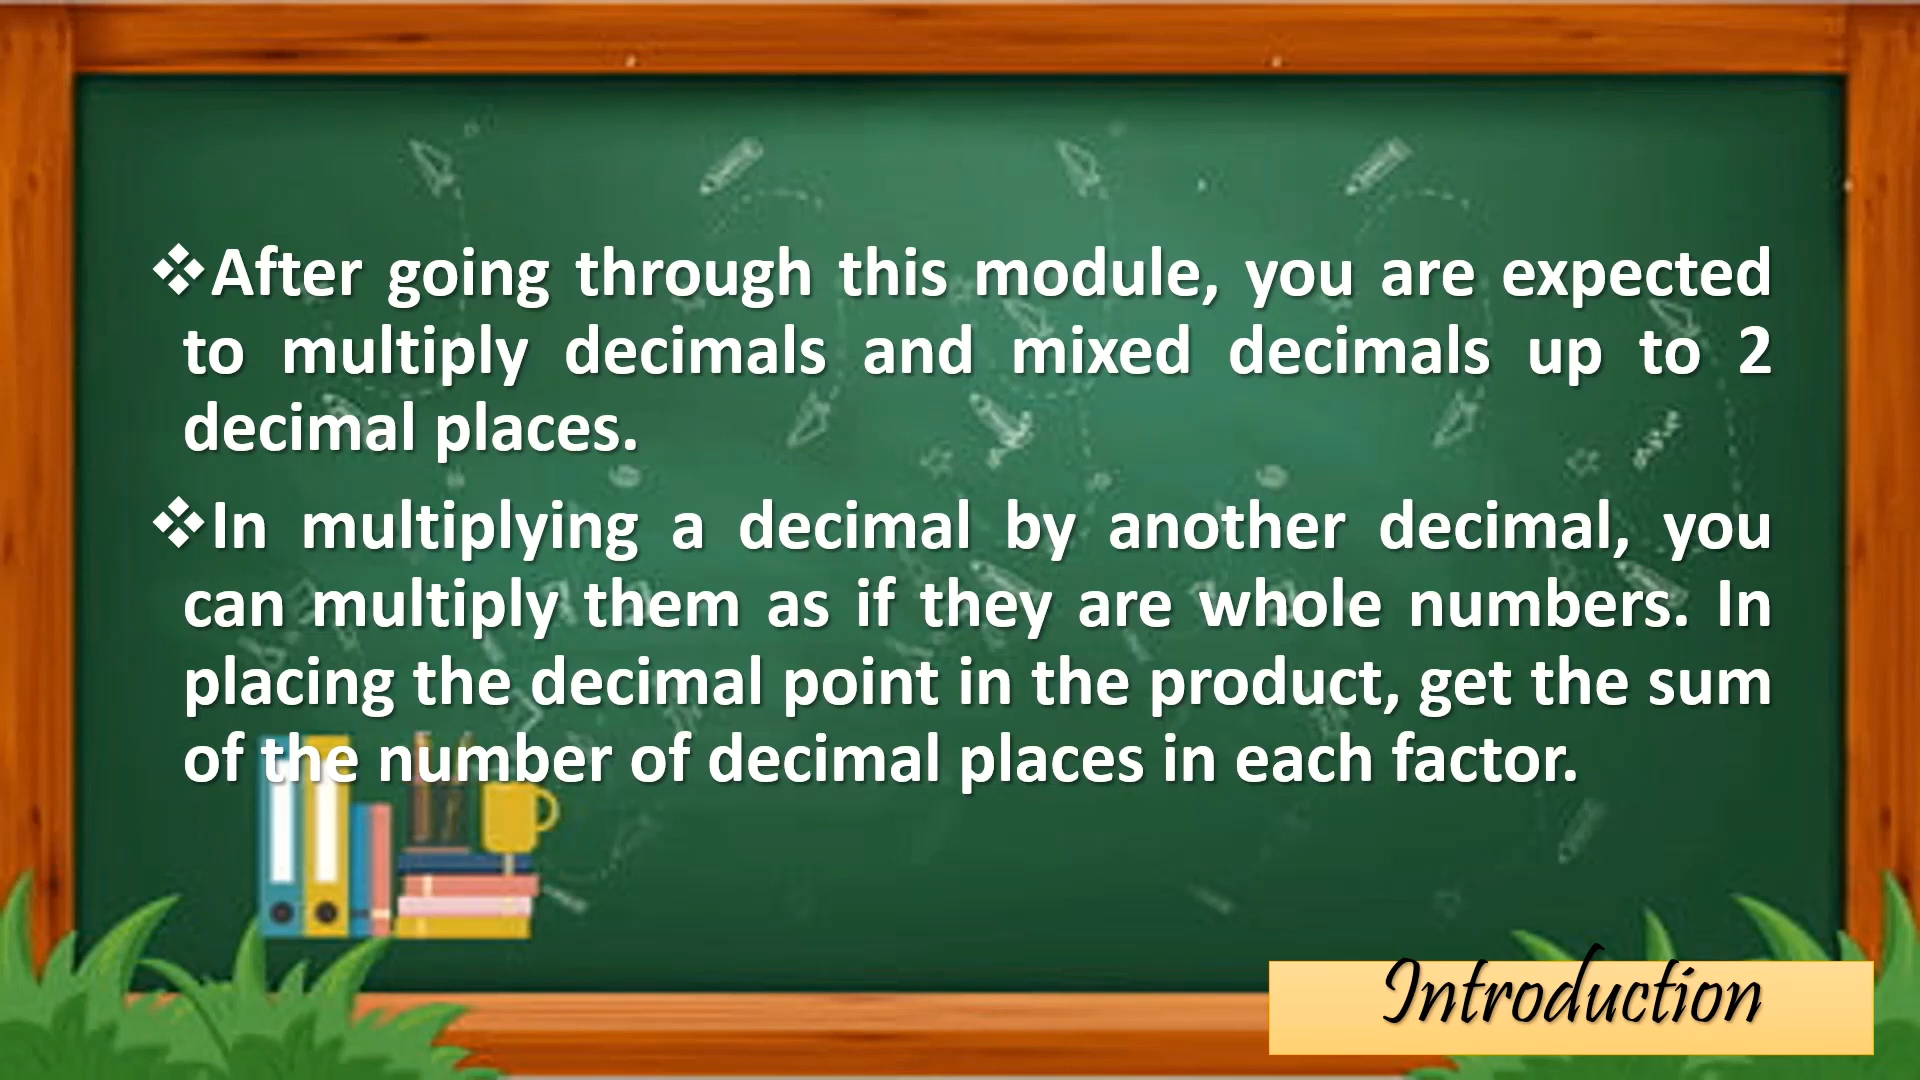 ❖After going through this module, you are expected
to multiply decimals and mixed decimals up to 2
decimal places.
❖In multiplying a decimal by another decimal, you
can multiply them as if they are whole numbers. In
placing the decimal point in the product, get the sum
of the number of decimal places in each factor.
Introduction